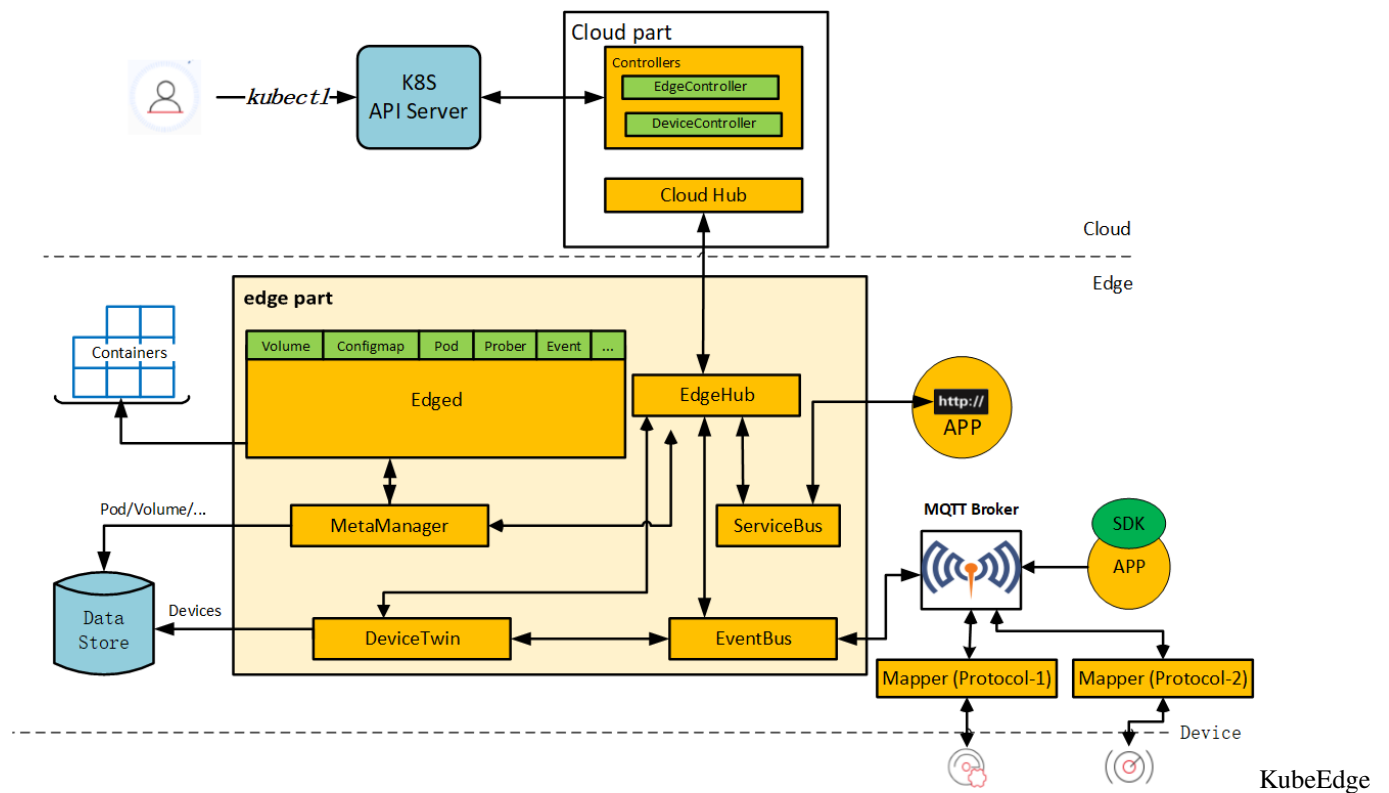 Cloud part
Controllers
EdgeController
DeviceController
kubectl
K8S
API Server
Cloud Hub
Cloud
Edge
edge part
Volume
Configmap
Pod
Prober
Event
...
Containers
Edged
EdgeHub
http://
APP
Pod/Volume/...
MetaManager
ServiceBus
MQTT Broker
SDK
APP
Data
Store
Devices
DeviceTwin
EventBus
Mapper (Protocol-1)
Mapper (Protocol-2)
Device
KubeEdge